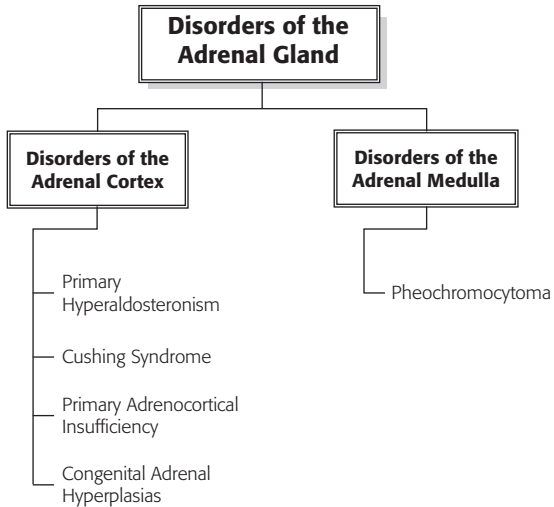 Disorders of the
Adrenal Gland
Disorders of the
Adrenal Cortex
Primary
Hyperaldosteronism
Cushing Syndrome
Primary Adrenocortical
Insufficiency
Congenital Adrenal
Hyperplasias
Disorders of the
Adrenal Medulla
Pheochromocytoma